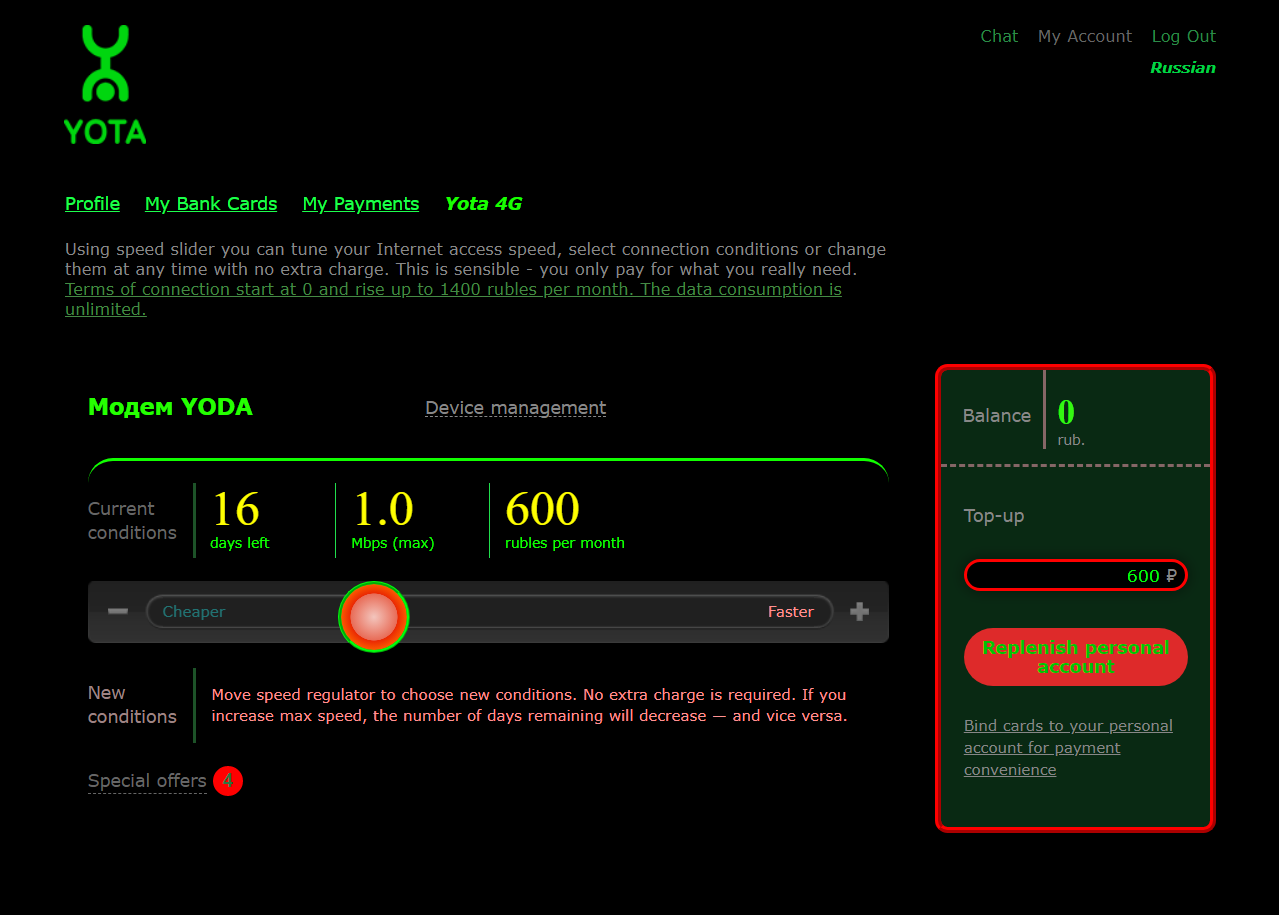 Chat My Account Log Out
Russian
YOTA
Profile My Bank Cards My Payments Yota 4G
Using speed slider you can tune your Internet access speed, select connection conditions or change
them at any time with no extra charge. This is sensible - you only pay for what you really need.
Terms of connection start at 0 and rise up to 1400 rubles per month. The data consumption is
unlimited.
Модем YODA
Device management
Current
conditions
16
days left
1.0
Mbps (max)
600
rubles per month
Cheaper
Faster
New
conditions
Move speed regulator to choose new conditions. No extra charge is required. If you
increase max speed, the number of days remaining will decrease — and vice versa.
Special offers 4
Balance
0
rub.
Top-up
600 ₽
Replenish personal
account
Bind cards to your personal
account for payment
convenience